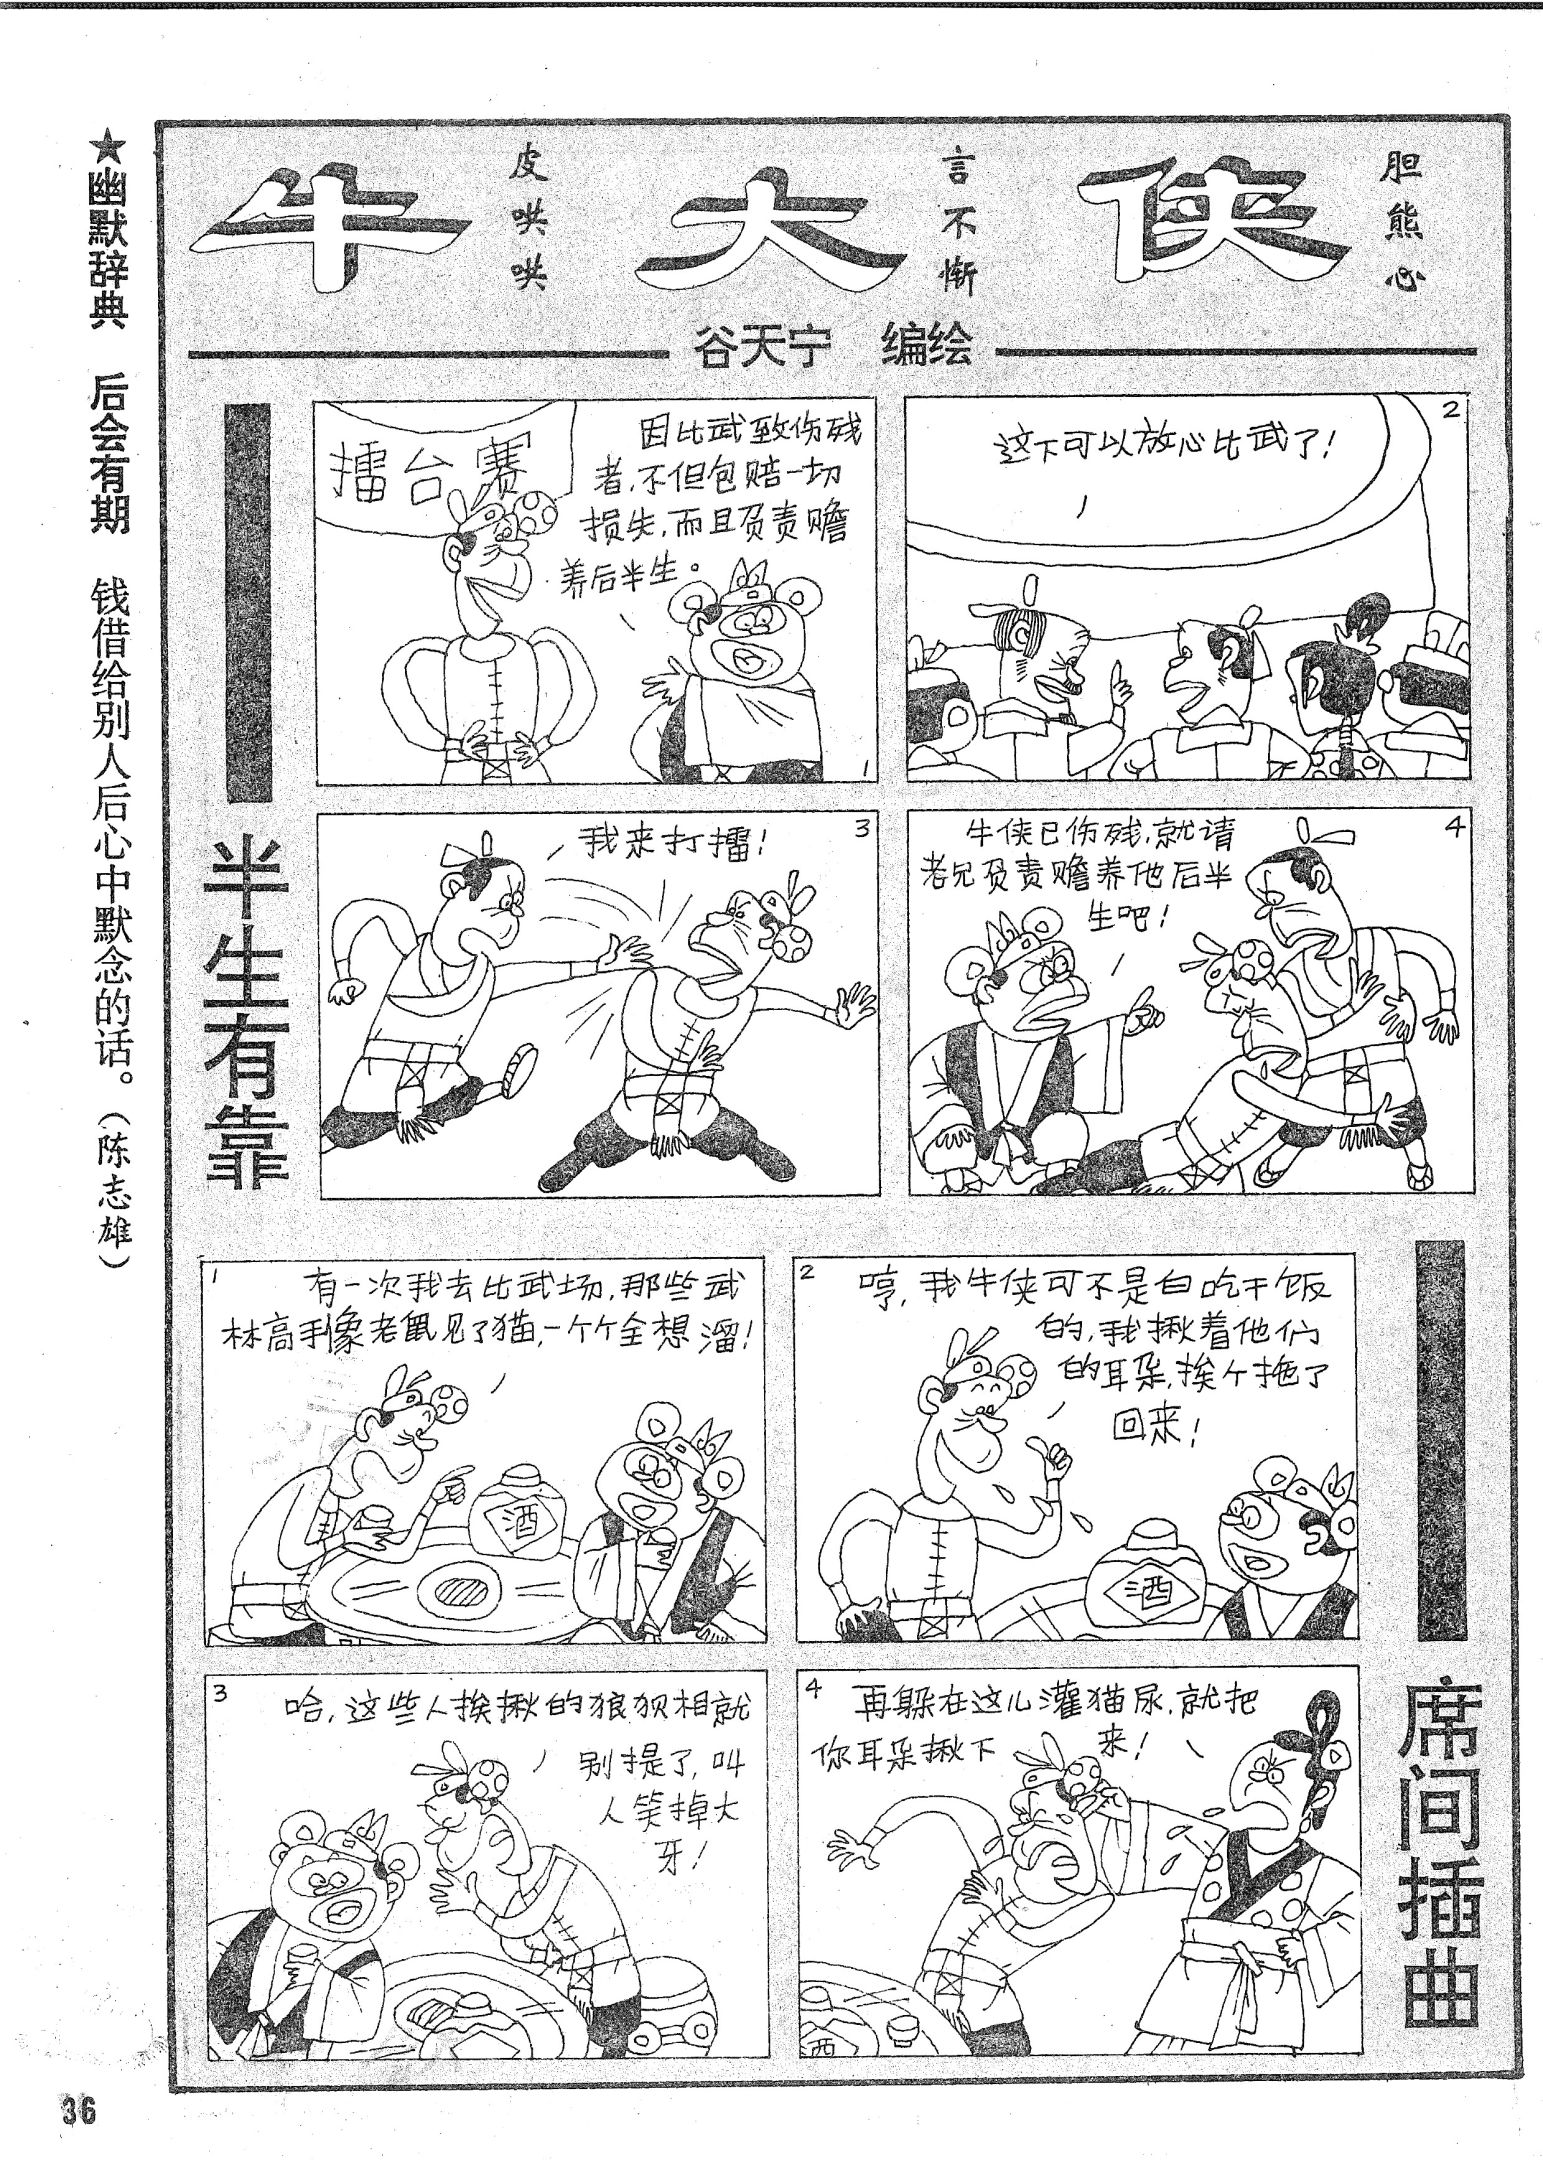 ★幽默辞典 后会有期 钱借给别人后心中默念的话。(陈志雄)
牛皮哄哄
大言不惭
侠胆熊心
谷天宁 编绘
半生有靠
擂台赛
因比武致伤残
者,不但包赔一切
损失,而且负责赡
养后半生。
1
2
这下可以放心比武了!
3
我来打擂!
4
牛侠已伤残,就请
老兄负责赡养他后半
生吧!
席间插曲
1
有一次我去比武场,那些武
林高手像老鼠见了猫,一个个全想溜!
酒
2
哼,我牛侠可不是白吃干饭
的,我揪着他们
的耳朵,挨个拖了
回来!
酒
3
哈,这些人挨揪的狼狈相就
别提了,叫
人笑掉大
牙!
4
再躲在这儿灌猫尿,就把
你耳朵揪下来!
酒
36